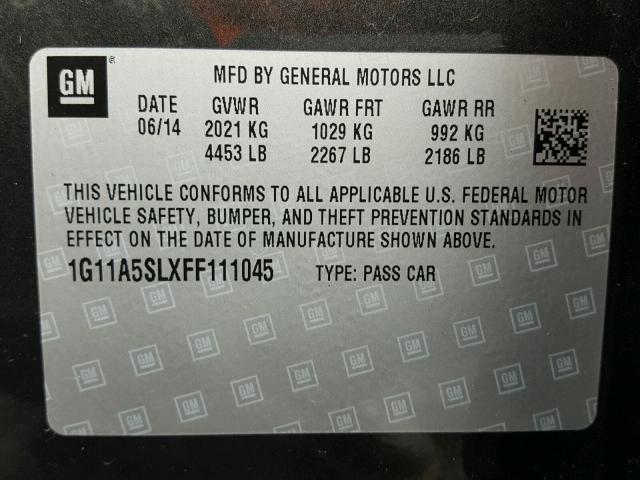 GM
®
MFD BY GENERAL MOTORS LLC
DATE GVWR GAWR FRT GAWR RR
06/14 2021 KG 1029 KG 992 KG
4453 LB 2267 LB 2186 LB
THIS VEHICLE CONFORMS TO ALL APPLICABLE U.S. FEDERAL MOTOR
VEHICLE SAFETY, BUMPER, AND THEFT PREVENTION STANDARDS IN
EFFECT ON THE DATE OF MANUFACTURE SHOWN ABOVE.
1G11A5SLXFF111045 TYPE: PASS CAR